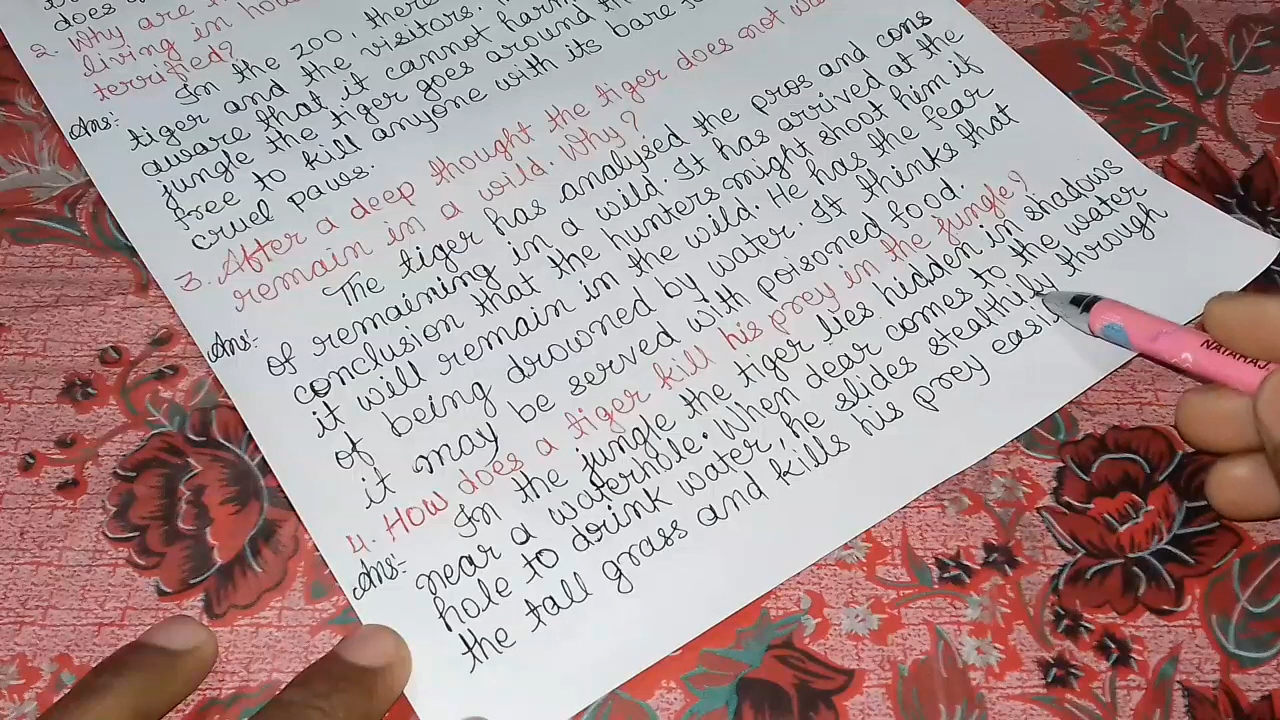 does
2. Why are
living in hou
terrified?
Ans:- In the zoo, there
tiger and the visitors.
aware that it cannot harm
jungle the tiger goes around th
free to kill anyone with its bare
cruel paws.
3. After a deep thought the tiger does not wa
remain in a wild. Why?
Ans:- The tiger has analysed the pros and cons
of remaining in a wild. It has arrived at the
conclusion that the hunters might shoot him if
it will remain in the wild. He has the fear
of being drowned by water. It thinks that
it may be served with poisoned food.
4. How does a tiger kill his prey in the jungle?
Ans:- In the jungle the tiger lies hidden in shadows
near a waterhole. When dear comes to the water
hole to drink water, he slides stealthily through
the tall grass and kills his prey easil
NATARAJ